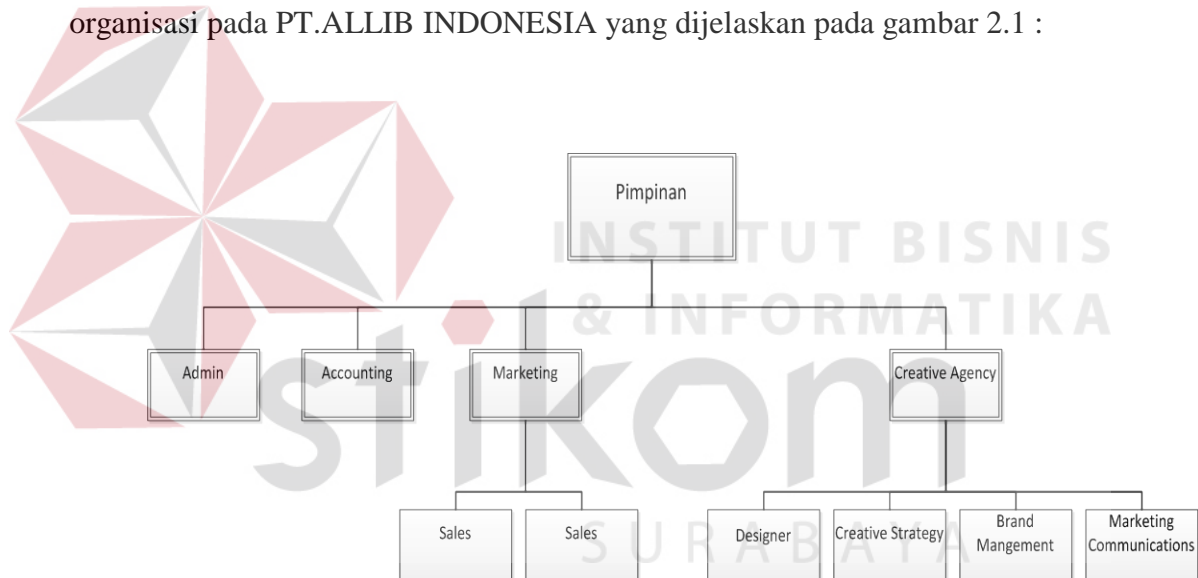 organisasi pada PT.ALLIB INDONESIA yang dijelaskan pada gambar 2.1 :
Pimpinan
INSTITUT BISNIS
& INFORMATIKA
stikom
SURABAYA
Admin
Accounting
Marketing
Creative Agency
Sales
Sales
Designer
Creative Strategy
Brand
Mangement
Marketing
Communications